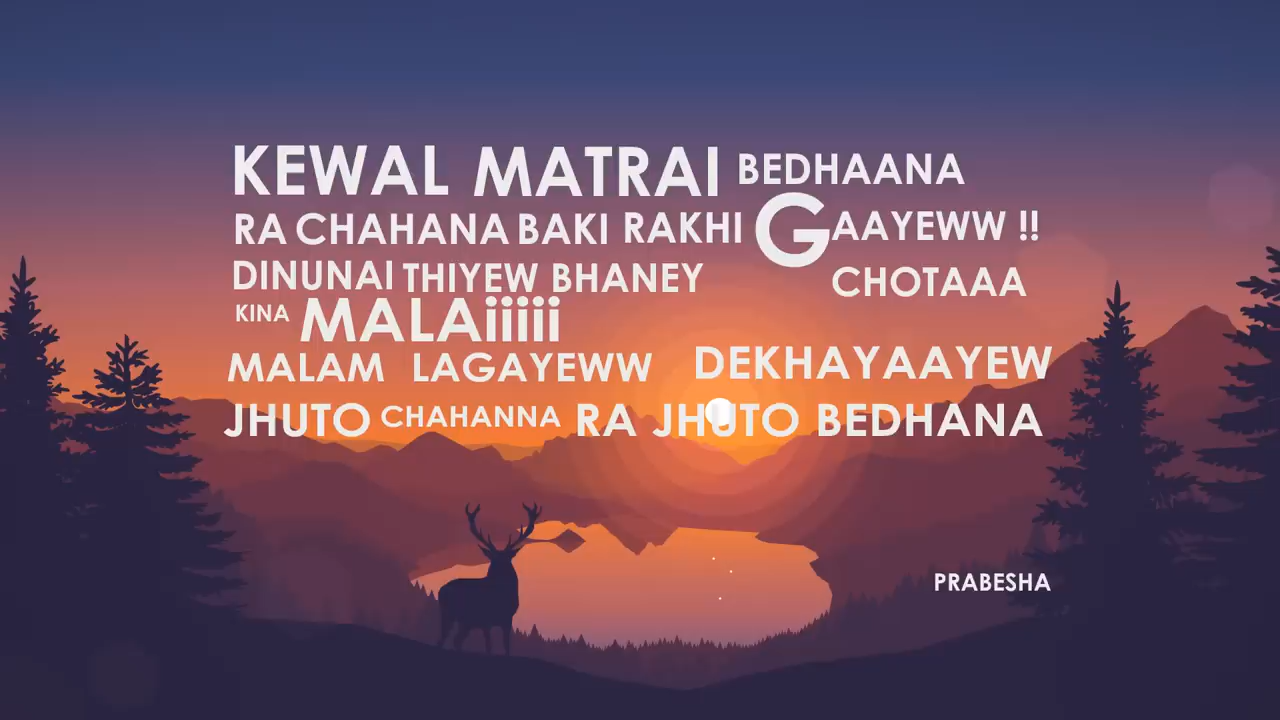 KEWAL MATRAI BEDHAANA
RA CHAHANA BAKI RAKHI GAAYEWW !!
DINUNAI THIYEW BHANEY CHOTAAA
KINA MALAiiiii
MALAM LAGAYEWW DEKHAYAAYEW
JHUTO CHAHANNA RA JHUTO BEDHANA
PRABESHA